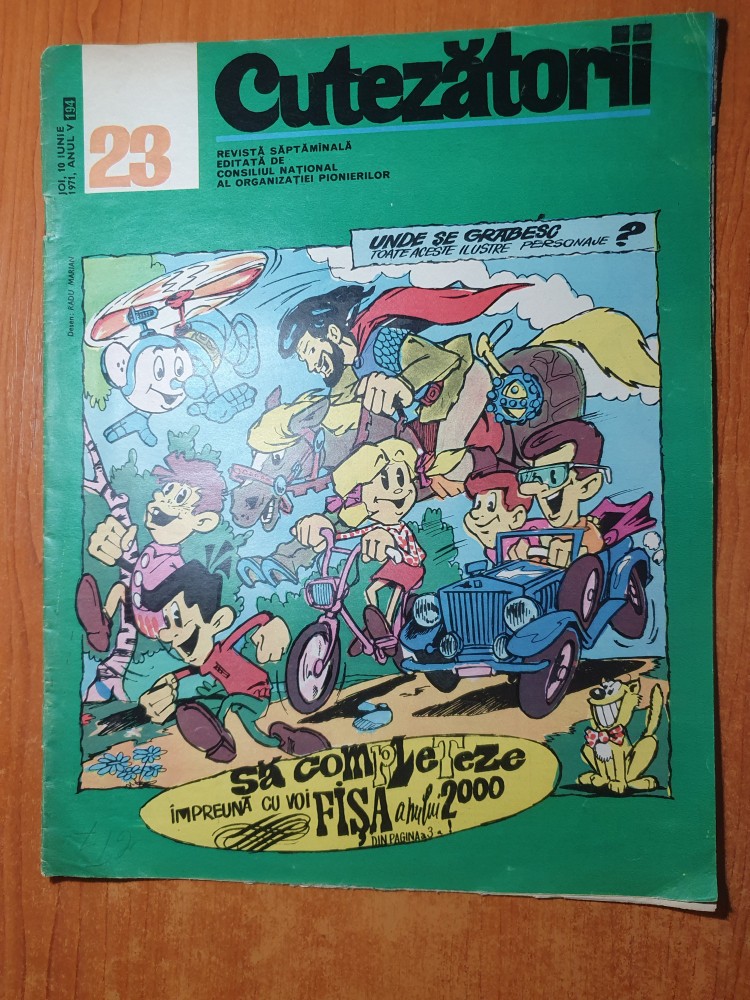 Cutezătorii
23
JOI, 10 IUNIE
1971, ANUL V 194
REVISTĂ SĂPTĂMÎNALĂ
EDITATĂ DE
CONSILIUL NAȚIONAL
AL ORGANIZAȚIEI PIONIERILOR
Desen: RADU MARIAN
UNDE SE GRĂBESC
TOATE ACESTE ILUSTRE PERSONAJE ?
SĂ COMPLETEZE
ÎMPREUNĂ CU VOI
FIȘA anului 2000
DIN PAGINA a 3-a!